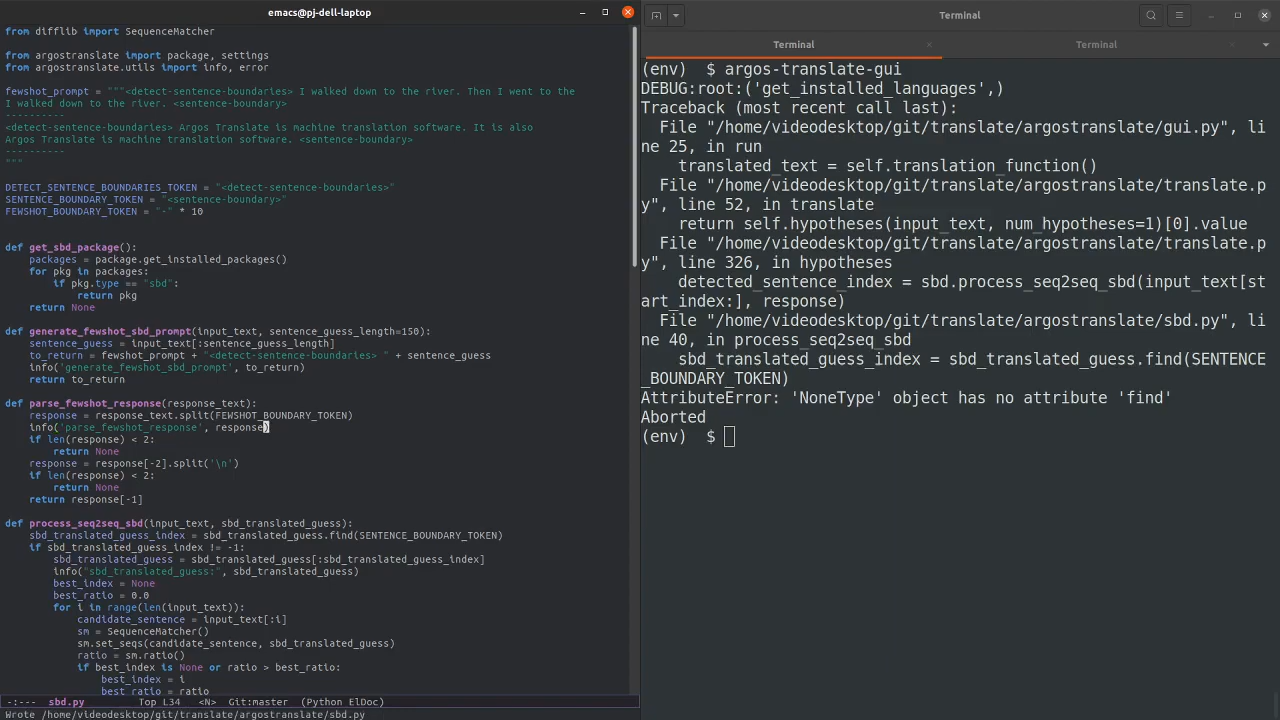 emacs@pj-dell-laptop
from difflib import SequenceMatcher
from argostranslate import package, settings
from argostranslate.utils import info, error
fewshot_prompt = """<detect-sentence-boundaries> I walked down to the river. Then I went to the
I walked down to the river. <sentence-boundary>
----------
<detect-sentence-boundaries> Argos Translate is machine translation software. It is also
Argos Translate is machine translation software. <sentence-boundary>
----------
"""
DETECT_SENTENCE_BOUNDARIES_TOKEN = "<detect-sentence-boundaries>"
SENTENCE_BOUNDARY_TOKEN = "<sentence-boundary>"
FEWSHOT_BOUNDARY_TOKEN = "-" * 10
def get_sbd_package():
    packages = package.get_installed_packages()
    for pkg in packages:
        if pkg.type == "sbd":
            return pkg
    return None
def generate_fewshot_sbd_prompt(input_text, sentence_guess_length=150):
    sentence_guess = input_text[:sentence_guess_length]
    to_return = fewshot_prompt + "<detect-sentence-boundaries> " + sentence_guess
    info('generate_fewshot_sbd_prompt', to_return)
    return to_return
def parse_fewshot_response(response_text):
    response = response_text.split(FEWSHOT_BOUNDARY_TOKEN)
    info('parse_fewshot_response', response)
    if len(response) < 2:
        return None
    response = response[-2].split('\n')
    if len(response) < 2:
        return None
    return response[-1]
def process_seq2seq_sbd(input_text, sbd_translated_guess):
    sbd_translated_guess_index = sbd_translated_guess.find(SENTENCE_BOUNDARY_TOKEN)
    if sbd_translated_guess_index != -1:
        sbd_translated_guess = sbd_translated_guess[:sbd_translated_guess_index]
        info("sbd_translated_guess:", sbd_translated_guess)
        best_index = None
        best_ratio = 0.0
        for i in range(len(input_text)):
            candidate_sentence = input_text[:i]
            sm = SequenceMatcher()
            sm.set_seqs(candidate_sentence, sbd_translated_guess)
            ratio = sm.ratio()
            if best_index is None or ratio > best_ratio:
                best_index = i
                best_ratio = ratio
-:--- sbd.py Top L34 <N> Git:master (Python ElDoc)
Wrote /home/videodesktop/git/translate/argostranslate/sbd.py
Terminal
Terminal
Terminal
(env)  $ argos-translate-gui
DEBUG:root:('get_installed_languages',)
Traceback (most recent call last):
  File "/home/videodesktop/git/translate/argostranslate/gui.py", li
ne 25, in run
    translated_text = self.translation_function()
  File "/home/videodesktop/git/translate/argostranslate/translate.p
y", line 52, in translate
    return self.hypotheses(input_text, num_hypotheses=1)[0].value
  File "/home/videodesktop/git/translate/argostranslate/translate.p
y", line 326, in hypotheses
    detected_sentence_index = sbd.process_seq2seq_sbd(input_text[st
art_index:], response)
  File "/home/videodesktop/git/translate/argostranslate/sbd.py", li
ne 40, in process_seq2seq_sbd
    sbd_translated_guess_index = sbd_translated_guess.find(SENTENCE
_BOUNDARY_TOKEN)
AttributeError: 'NoneType' object has no attribute 'find'
Aborted
(env)  $